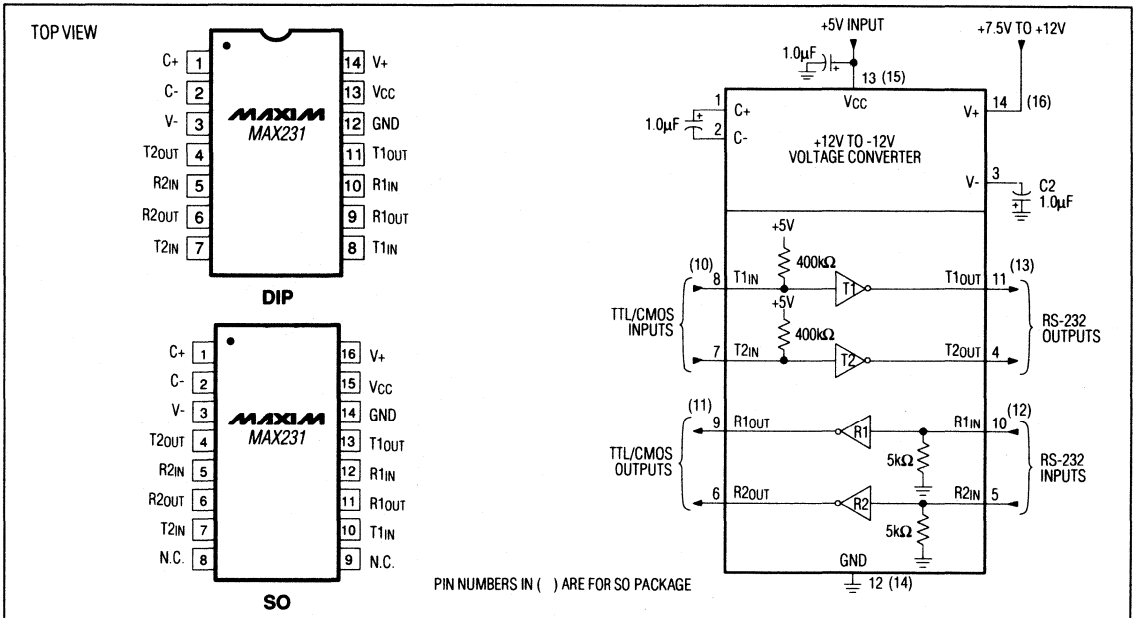 TOP VIEW
C+ 1
C- 2
V- 3
T2OUT 4
R2IN 5
R2OUT 6
T2IN 7
14 V+
13 VCC
12 GND
11 T1OUT
10 R1IN
9 R1OUT
8 T1IN
MAXIM
MAX231
DIP
C+ 1
C- 2
V- 3
T2OUT 4
R2IN 5
R2OUT 6
T2IN 7
N.C. 8
16 V+
15 VCC
14 GND
13 T1OUT
12 R1IN
11 R1OUT
10 T1IN
9 N.C.
MAXIM
MAX231
SO
+5V INPUT
+7.5V TO +12V
1.0μF
+
13 (15)
VCC
1 C+
1.0μF
+
2 C-
+12V TO -12V
VOLTAGE CONVERTER
V+ 14 (16)
V- 3
C2
1.0μF
+
+5V
400kΩ
(10)
8 T1IN
T1
T1OUT 11 (13)
+5V
400kΩ
TTL/CMOS
INPUTS
7 T2IN
T2
T2OUT 4
RS-232
OUTPUTS
(11)
9 R1OUT
R1
R1IN 10
(12)
5kΩ
TTL/CMOS
OUTPUTS
6 R2OUT
R2
R2IN 5
RS-232
INPUTS
5kΩ
GND
12 (14)
PIN NUMBERS IN ( ) ARE FOR SO PACKAGE